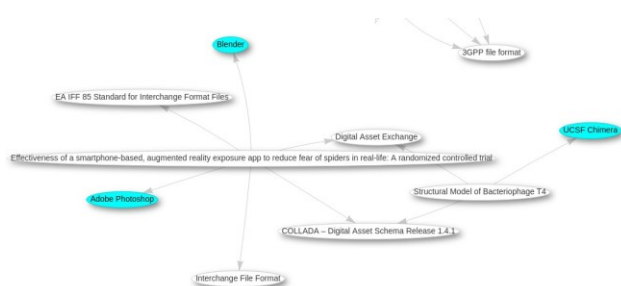 Blender
3GPP file format
EA IFF 85 Standard for Interchange Format Files
UCSF Chimera
Digital Asset Exchange
Effectiveness of a smartphone-based, augmented reality exposure app to reduce fear of spiders in real-life: A randomized controlled trial
Structural Model of Bacteriophage T4
Adobe Photoshop
COLLADA – Digital Asset Schema Release 1.4.1
Interchange File Format